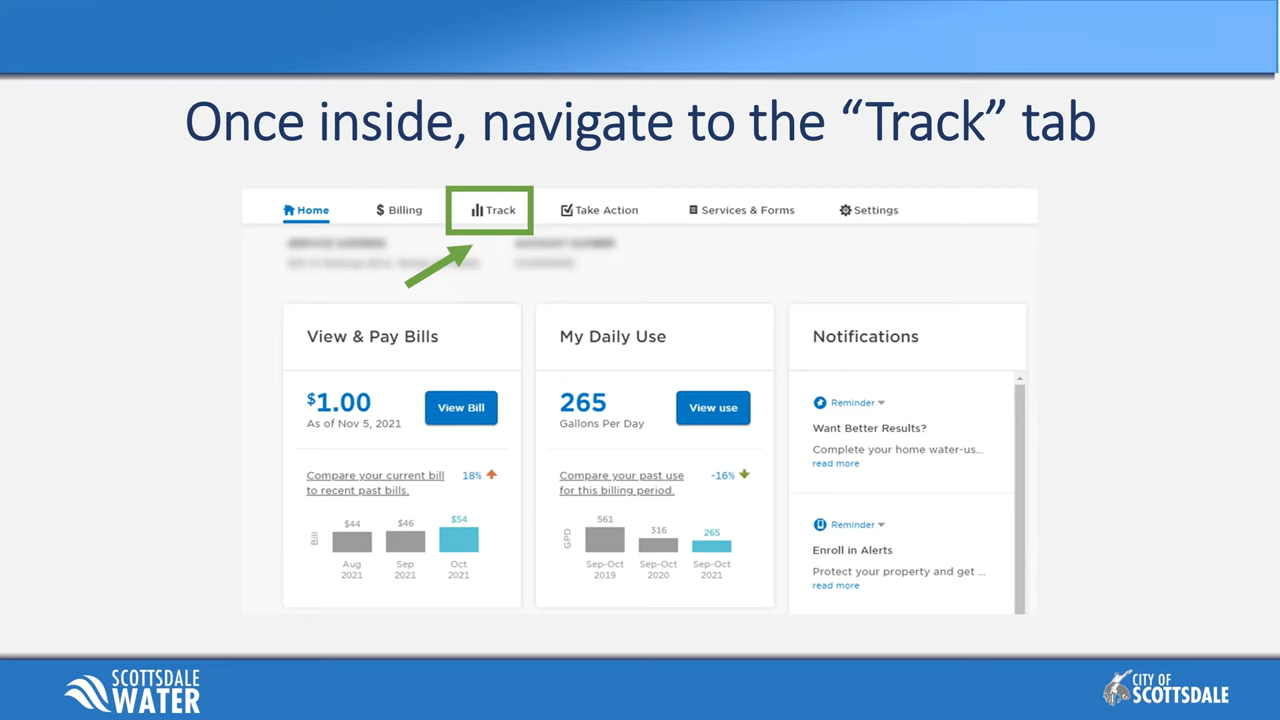 Once inside, navigate to the “Track” tab
Home
$ Billing
Track
Take Action
Services & Forms
Settings
View & Pay Bills
$1.00
As of Nov 5, 2021
View Bill
Compare your current bill
to recent past bills.
18%
Bill
$44
$46
$54
Aug
2021
Sep
2021
Oct
2021
My Daily Use
265
Gallons Per Day
View use
Compare your past use
for this billing period.
-16%
GPD
561
316
265
Sep-Oct
2019
Sep-Oct
2020
Sep-Oct
2021
Notifications
Reminder
Want Better Results?
Complete your home water-us...
read more
Reminder
Enroll in Alerts
Protect your property and get ...
read more
SCOTTSDALE
WATER
CITY OF
SCOTTSDALE